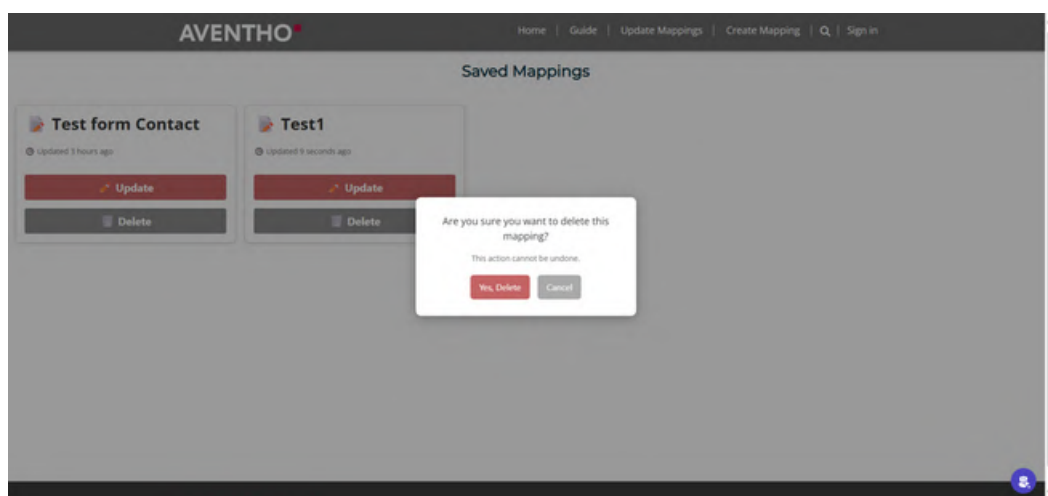 AVENTHO
Home | Guide | Update Mappings | Create Mapping | Sign in
Saved Mappings
Test form Contact
Updated 3 hours ago
Update
Delete
Test1
Updated 9 seconds ago
Update
Delete
Are you sure you want to delete this
mapping?
This action cannot be undone.
Yes, Delete
Cancel